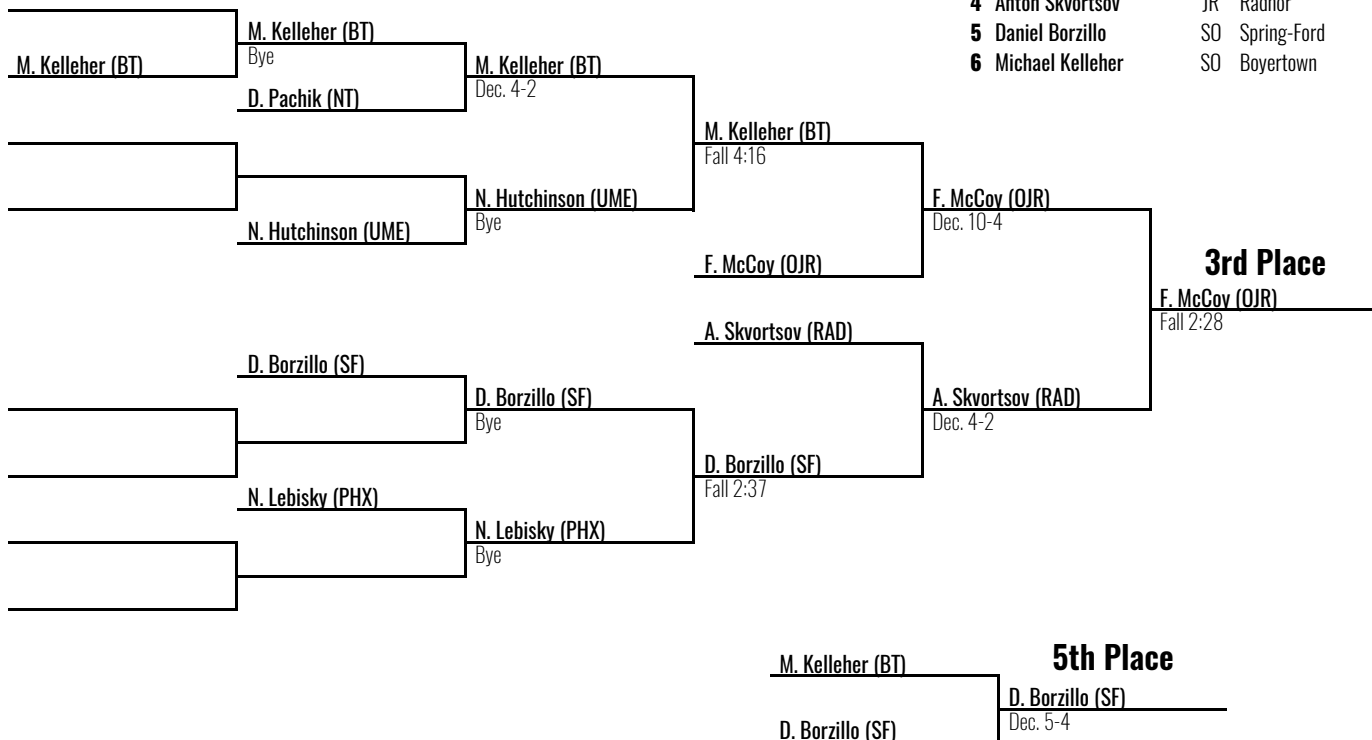 4 Anton Skvortsov JR Radnor
5 Daniel Borzillo SO Spring-Ford
6 Michael Kelleher SO Boyertown
M. Kelleher (BT)
M. Kelleher (BT)
Bye
D. Pachik (NT)
M. Kelleher (BT)
Dec. 4-2
N. Hutchinson (UME)
N. Hutchinson (UME)
Bye
M. Kelleher (BT)
Fall 4:16
F. McCoy (OJR)
F. McCoy (OJR)
Dec. 10-4
3rd Place
F. McCoy (OJR)
Fall 2:28
A. Skvortsov (RAD)
A. Skvortsov (RAD)
Dec. 4-2
D. Borzillo (SF)
D. Borzillo (SF)
Bye
D. Borzillo (SF)
Fall 2:37
N. Lebisky (PHX)
N. Lebisky (PHX)
Bye
5th Place
M. Kelleher (BT)
D. Borzillo (SF)
Dec. 5-4
D. Borzillo (SF)